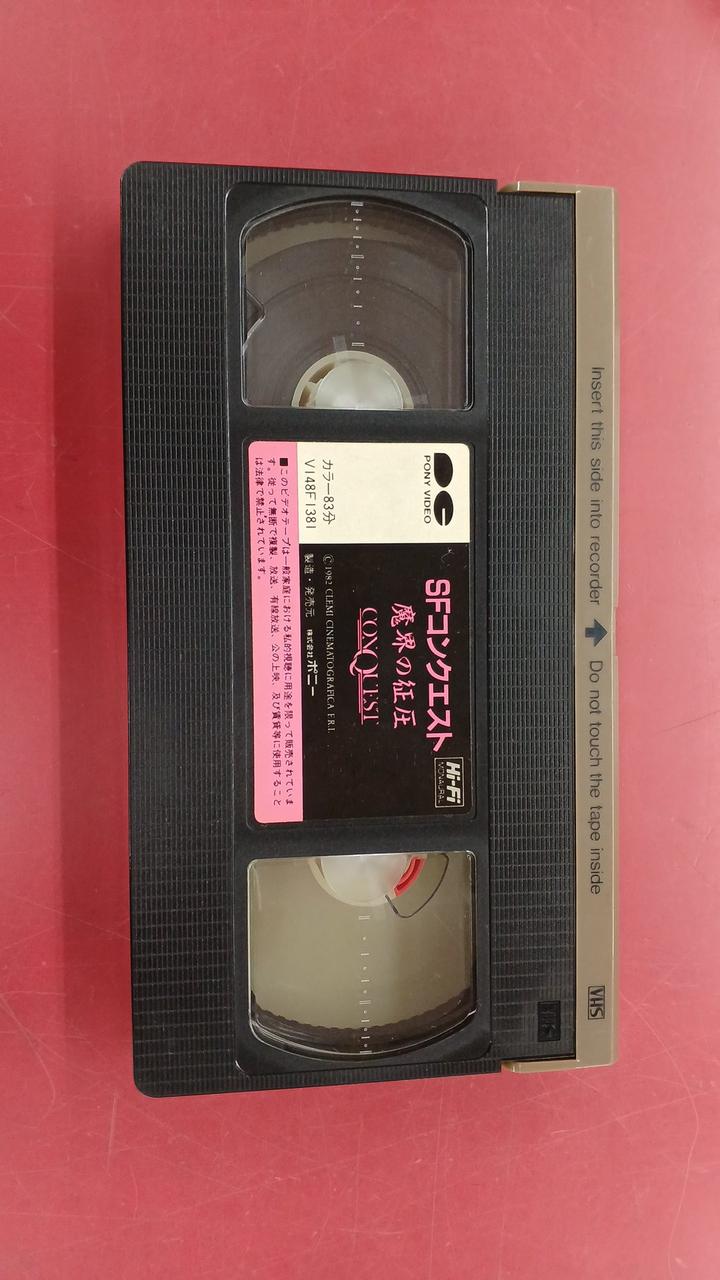 Insert this side into recorder ↑ Do not touch the tape inside
VHS
VHS
PONY VIDEO
カラー83分
V148F1381
SFコンクエスト
魔界の征圧
CONQUEST
Hi-Fi
MONAURAL
©1982 CLEMI CINEMATOGRAFICA F.R.I.
製造・発売元 株式会社ポニー
■このビデオテープは一般家庭における私的視聴に用途を限って販売されていま
す。従って無断で複製、放送、有線放送、公の上映、及び賃貸等に使用すること
は法律で禁止されています。